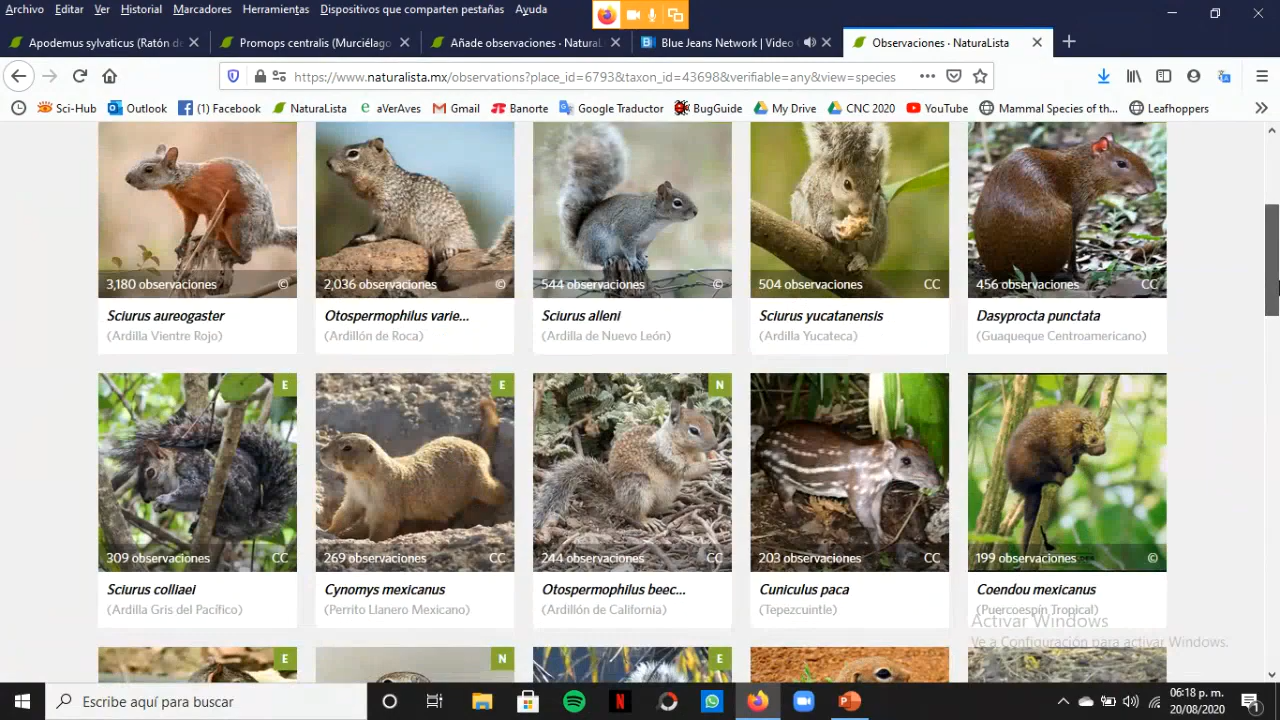 Archivo Editar Ver Historial Marcadores Herramientas Pestañas que comparten pestañas Ayuda
Apodemus sylvaticus (Ratón de Promops centralis (Murciélago Añade observaciones · Natural Blue Jeans Network | Video Observaciones · NaturaLista
https://www.naturalista.mx/observations?place_id=6793&taxon_id=43698&verifiable=any&view=species
Sci-Hub Outlook (1) Facebook NaturaLista aVerAves Gmail Banorte Google Traductor BugGuide My Drive CNC 2020 YouTube Mammal Species of th... Leafhoppers
3,180 observaciones © 2,036 observaciones © 544 observaciones © 504 observaciones CC 456 observaciones CC
Sciurus aureogaster Otospermophilus varie... Sciurus alleni Sciurus yucatanensis Dasyprocta punctata
(Ardilla Vientre Rojo) (Ardillón de Roca) (Ardilla de Nuevo León) (Ardilla Yucateca) (Guaqueque Centroamericano)
E E N
309 observaciones CC 269 observaciones CC 244 observaciones CC 203 observaciones CC 199 observaciones ©
Sciurus colliaei Cynomys mexicanus Otospermophilus beec... Cuniculus paca Coendou mexicanus
(Ardilla Gris del Pacífico) (Perrito Llanero Mexicano) (Ardillón de California) (Tepezcuintle) (Puercoespín Tropical)
Activar Windows
Ve a Configuración para activar Windows.
E N E
Escribe aquí para buscar
06:18 p. m.
20/08/2020